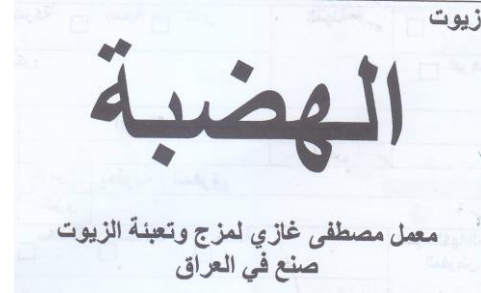 زيوت
الهضبة
معمل مصطفى غازي لمزج وتعبئة الزيوت
صنع في العراق